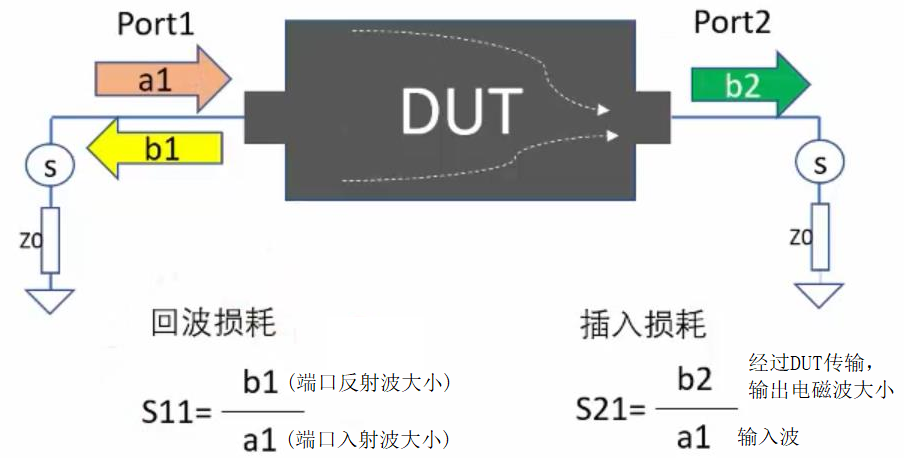 Port1
Port2
a1
DUT
b2
b1
s
s
z0
z0
回波损耗
插入损耗
S11=
b1 (端口反射波大小)
a1 (端口入射波大小)
S21=
b2
经过DUT传输，
输出电磁波大小
a1 输入波